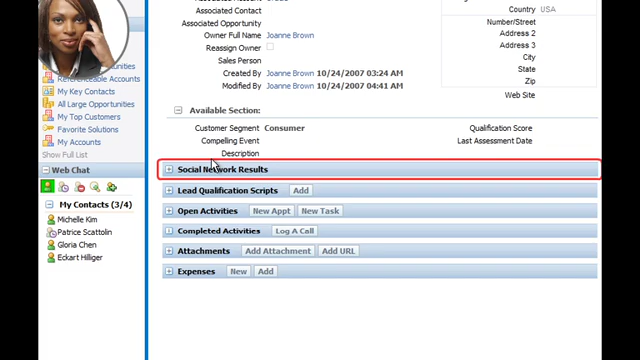 Associated Contact
Country USA
Associated Opportunity
Number/Street
Owner Full Name Joanne Brown
Address 2
Reassign Owner
Address 3
Sales Person
City
Created By Joanne Brown 10/24/2007 03:24 AM
State
Modified By Joanne Brown 10/24/2007 04:41 AM
Zip
Web Site
Referenceable Accounts
My Key Contacts
All Large Opportunities
My Top Customers
Favorite Solutions
My Accounts
Show Full List
Available Section:
Customer Segment Consumer
Qualification Score
Compelling Event
Last Assessment Date
Description
Web Chat
My Contacts (3/4)
Michelle Kim
Patrice Scattolin
Gloria Chen
Eckart Hilliger
Social Network Results
Lead Qualification Scripts Add
Open Activities New Appt New Task
Completed Activities Log A Call
Attachments Add Attachment Add URL
Expenses New Add